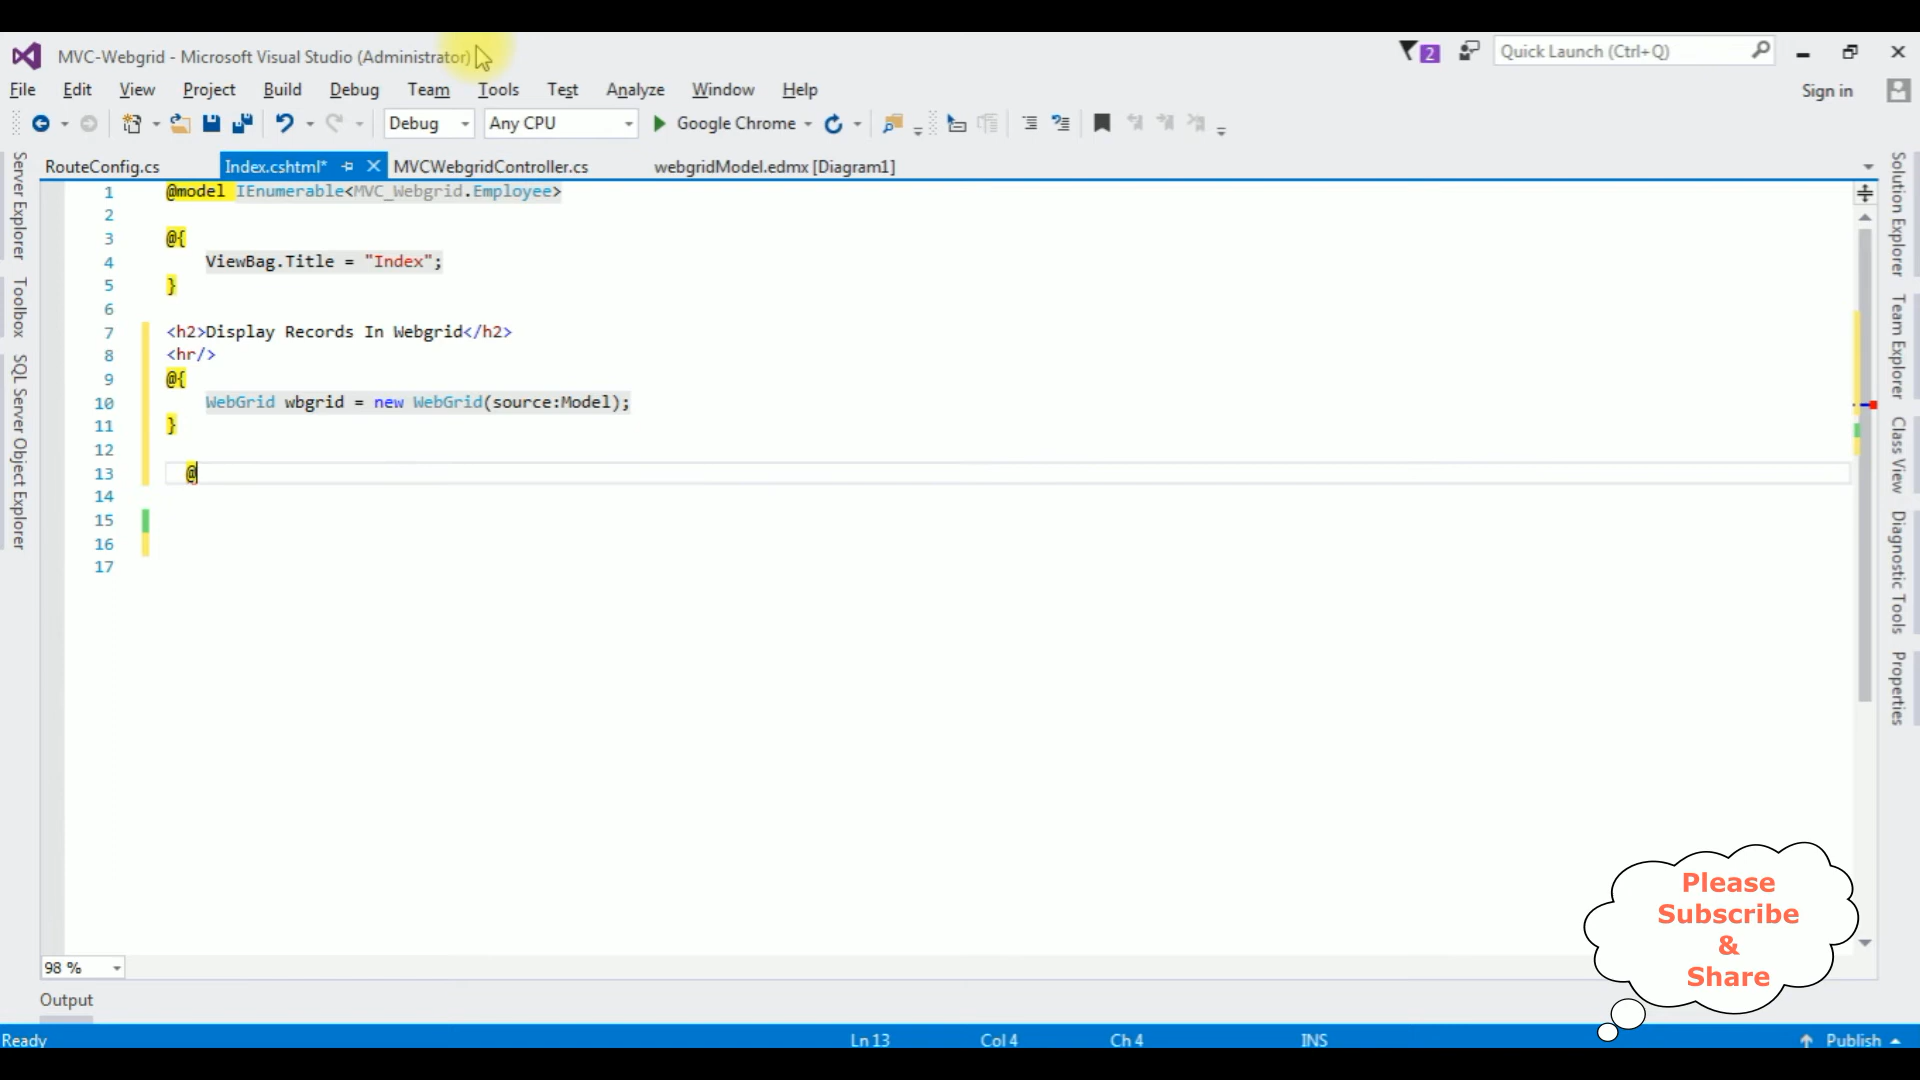 MVC-Webgrid - Microsoft Visual Studio (Administrator)
2
Quick Launch (Ctrl+Q)
File Edit View Project Build Debug Team Tools Test Analyze Window Help
Sign in
Debug Any CPU Google Chrome
RouteConfig.cs Index.cshtml* MVCWebgridController.cs webgridModel.edmx [Diagram1]
1 @model IEnumerable<MVC_Webgrid.Employee>
2
3 @{
4 ViewBag.Title = "Index";
5 }
6
7 <h2>Display Records In Webgrid</h2>
8 <hr/>
9 @{
10 WebGrid wbgrid = new WebGrid(source:Model);
11 }
12
13 @
14
15
16
17
Server Explorer
Toolbox
SQL Server Object Explorer
Solution Explorer
Team Explorer
Class View
Diagnostic Tools
Properties
Please
Subscribe
&
Share
98 %
Output
Ready Ln 13 Col 4 Ch 4 INS Publish